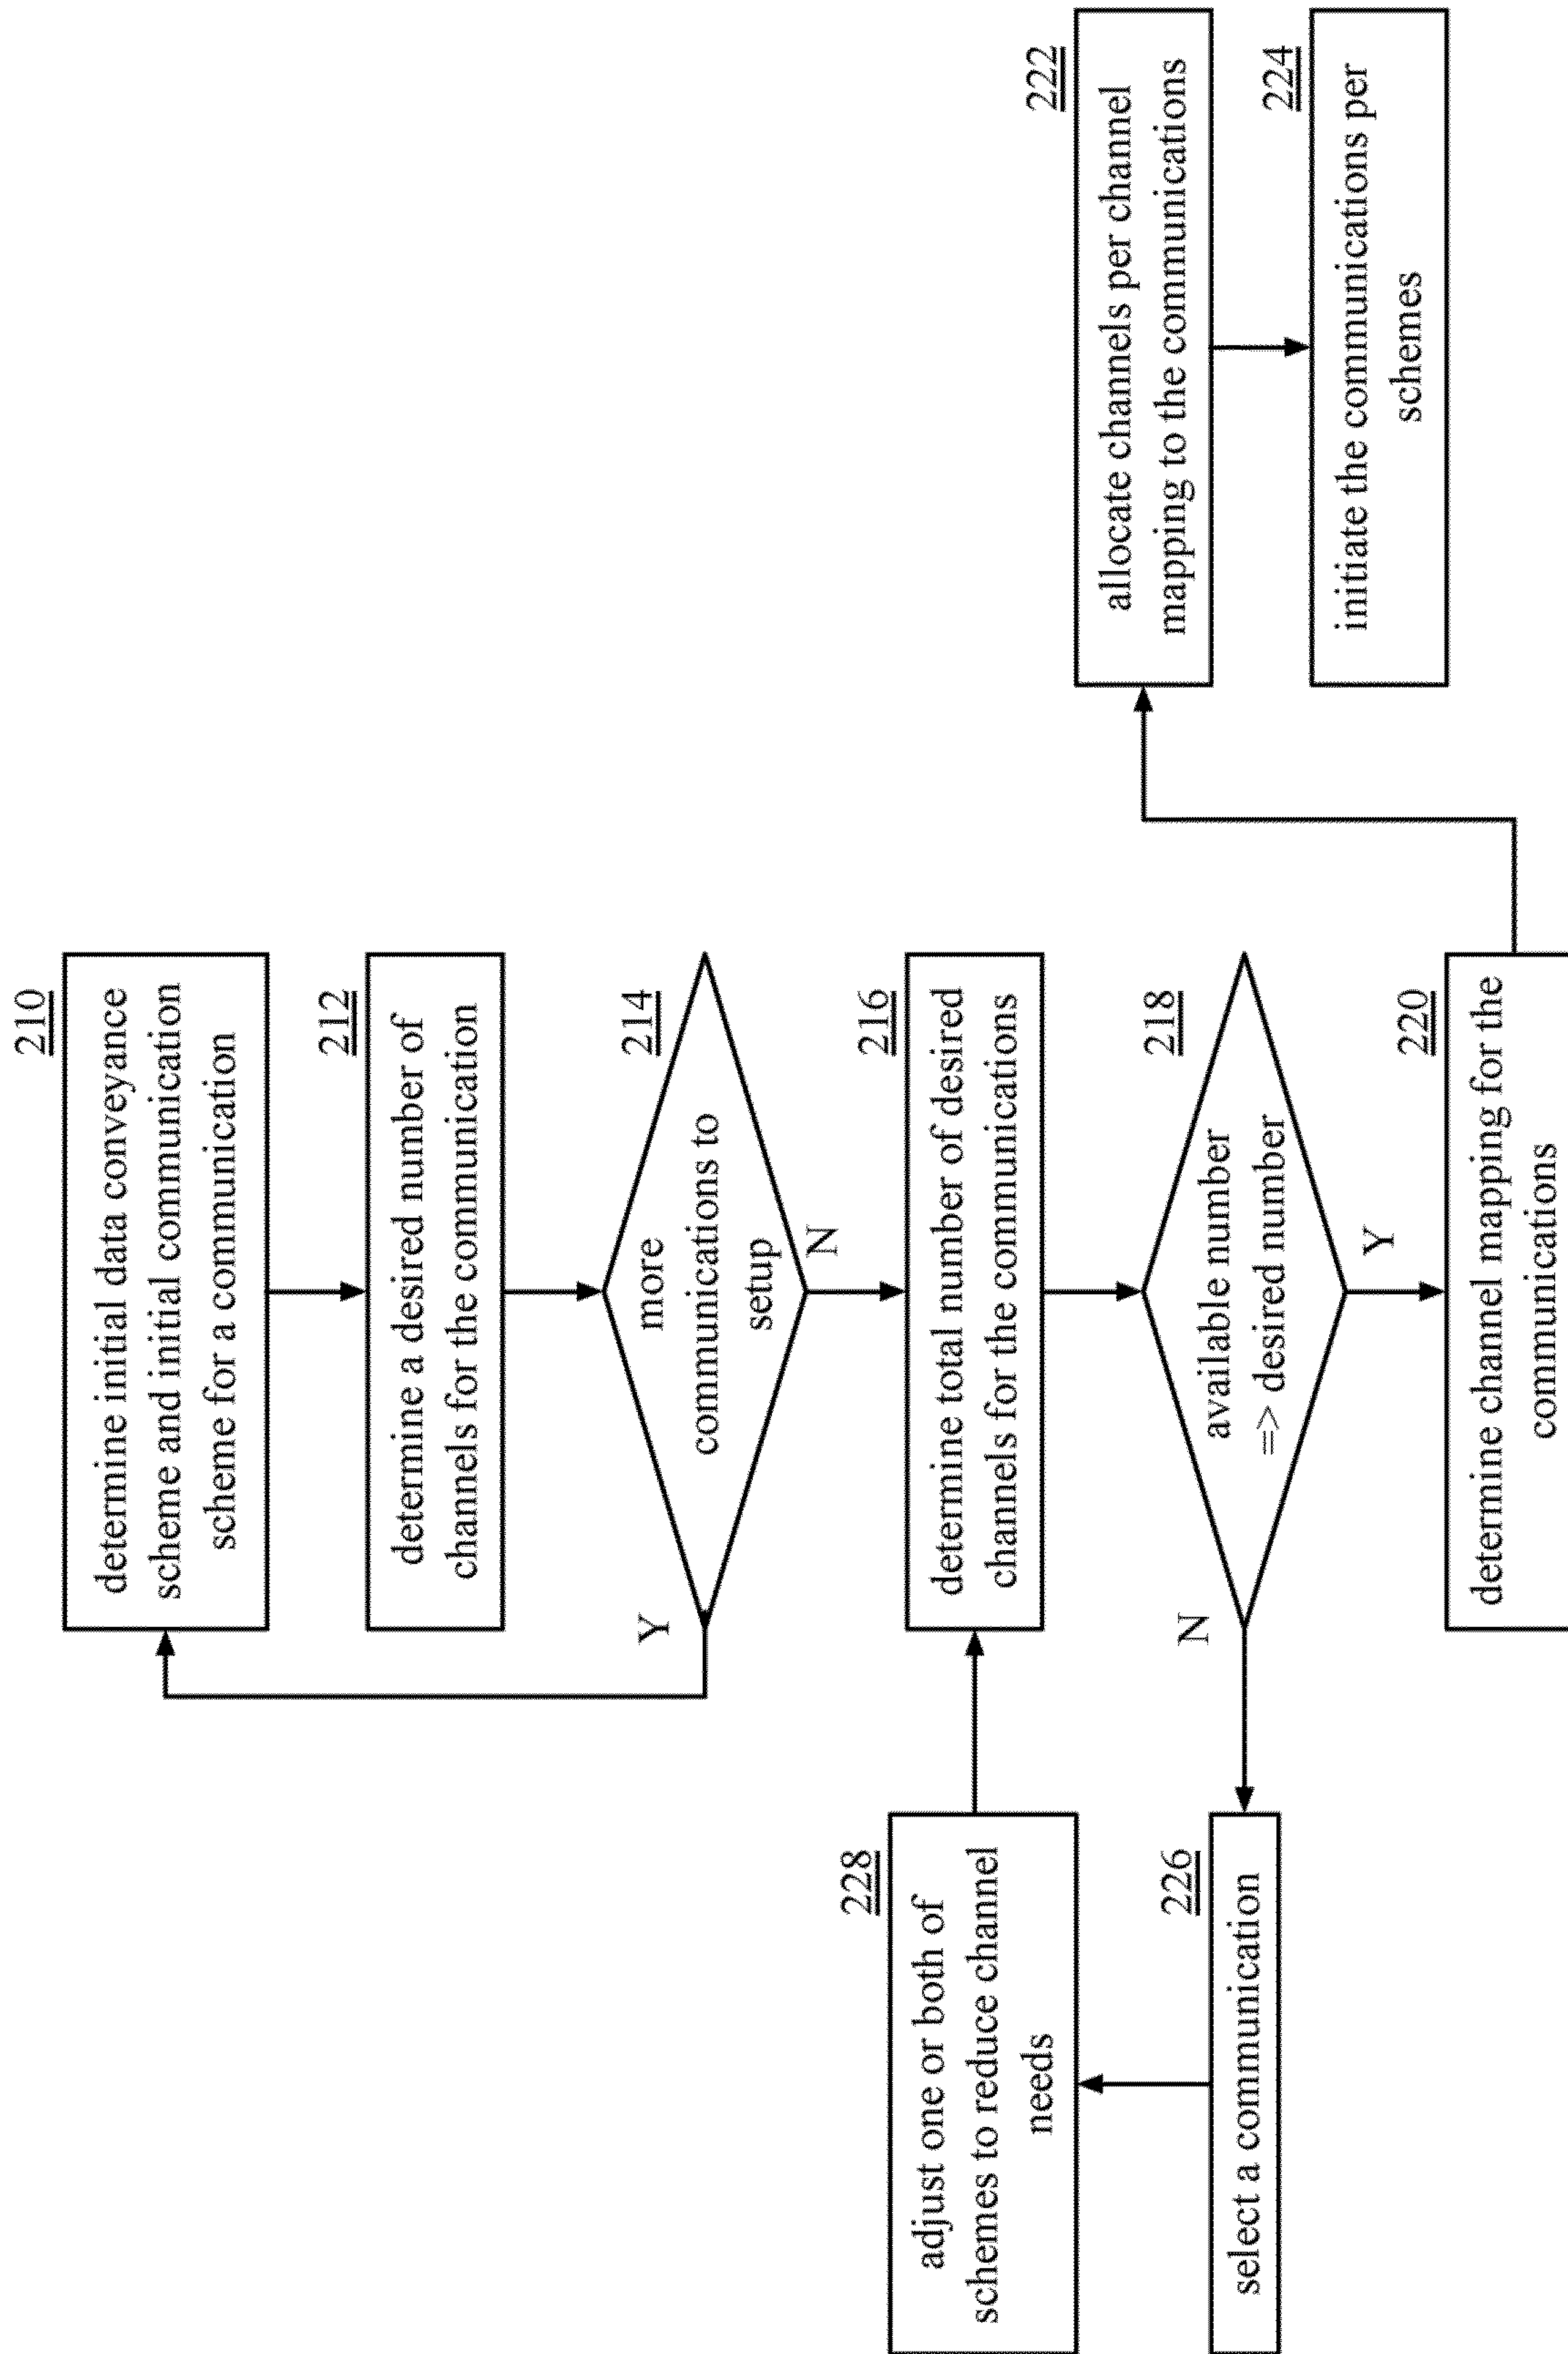 210
determine initial data conveyance
scheme and initial communication
scheme for a communication
212
determine a desired number of
channels for the communication
214
more
communications to
setup
Y
N
216
determine total number of desired
channels for the communications
218
available number
=> desired number
N
Y
220
determine channel mapping for the
communications
222
allocate channels per channel
mapping to the communications
224
initiate the communications per
schemes
226
select a communication
228
adjust one or both of
schemes to reduce channel
needs